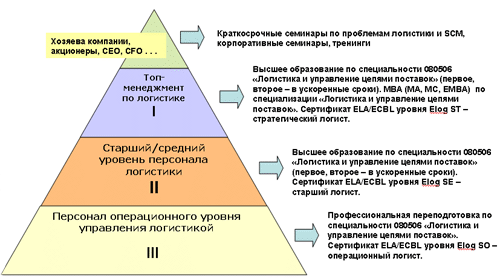 Хозяева компании,
акционеры, CEO, CFO . . .
Краткосрочные семинары по проблемам логистики и SCM,
корпоративные семинары, тренинги
Топ-
менеджмент
по логистике
I
Высшее образование по специальности 080506
«Логистика и управление цепями поставок» (первое,
второе – в ускоренные сроки). MBA (MA, MC, EMBA) по
специализации «Логистика и управление цепями
поставок». Сертификат ELA/ECBL уровня Elog ST –
стратегический логист.
Старший/средний
уровень персонала
логистики
II
Высшее образование по специальности 080506
«Логистика и управление цепями поставок»
(первое, второе – в ускоренные сроки).
Сертификат ELA/ECBL уровня Elog SE –
старший логист.
Персонал операционного уровня
управления логистикой
III
Профессиональная переподготовка по
специальности 080506 «Логистика и
управление цепями поставок».
Сертификат ELA/ECBL уровня Elog SO –
операционный логист.